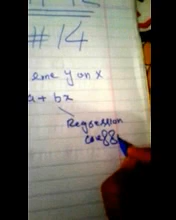 #14
line y on x
a + bx
Regression
coeff